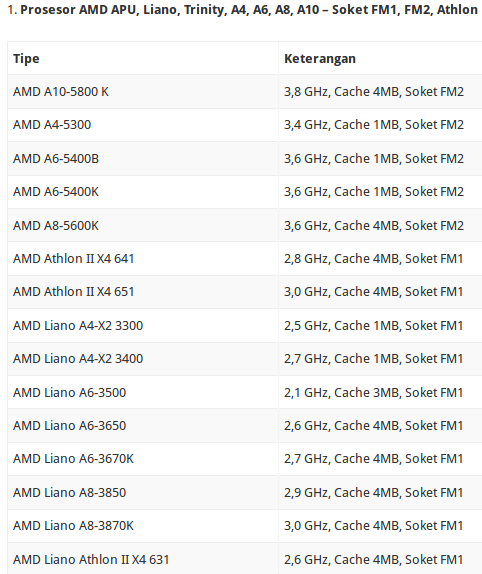 1. Prosesor AMD APU, Liano, Trinity, A4, A6, A8, A10 – Soket FM1, FM2, Athlon
Tipe Keterangan
AMD A10-5800 K 3,8 GHz, Cache 4MB, Soket FM2
AMD A4-5300 3,4 GHz, Cache 1MB, Soket FM2
AMD A6-5400B 3,6 GHz, Cache 1MB, Soket FM2
AMD A6-5400K 3,6 GHz, Cache 1MB, Soket FM2
AMD A8-5600K 3,6 GHz, Cache 4MB, Soket FM2
AMD Athlon II X4 641 2,8 GHz, Cache 4MB, Soket FM1
AMD Athlon II X4 651 3,0 GHz, Cache 4MB, Soket FM1
AMD Liano A4-X2 3300 2,5 GHz, Cache 1MB, Soket FM1
AMD Liano A4-X2 3400 2,7 GHz, Cache 1MB, Soket FM1
AMD Liano A6-3500 2,1 GHz, Cache 3MB, Soket FM1
AMD Liano A6-3650 2,6 GHz, Cache 4MB, Soket FM1
AMD Liano A6-3670K 2,7 GHz, Cache 4MB, Soket FM1
AMD Liano A8-3850 2,9 GHz, Cache 4MB, Soket FM1
AMD Liano A8-3870K 3,0 GHz, Cache 4MB, Soket FM1
AMD Liano Athlon II X4 631 2,6 GHz, Cache 4MB, Soket FM1